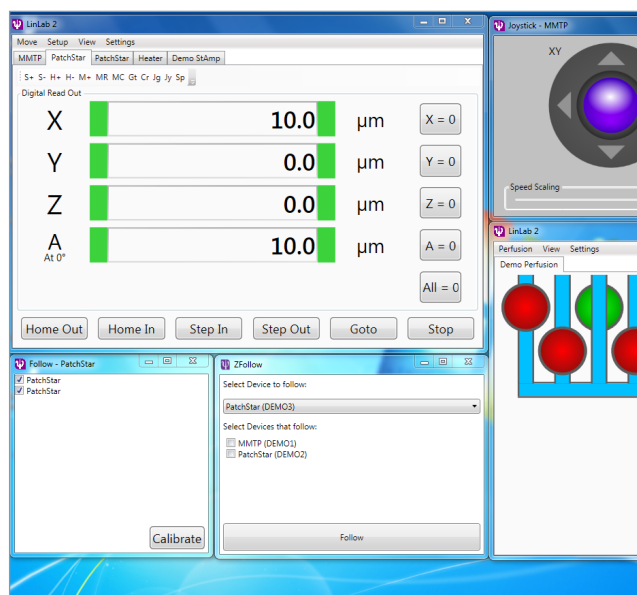 LinLab 2
Move Setup View Settings
MMTP PatchStar PatchStar Heater Demo StAmp
S+ S- H+ H- M+ MR MC Gt Cr Jg Jy Sp
Digital Read Out
X 10.0 µm X = 0
Y 0.0 µm Y = 0
Z 0.0 µm Z = 0
A 10.0 µm A = 0
At 0°
All = 0
Home Out Home In Step In Step Out Goto Stop
Joystick - MMTP
XY
Speed Scaling
LinLab 2
Perfusion View Settings
Demo Perfusion
Follow - PatchStar
PatchStar
PatchStar
Calibrate
ZFollow
Select Device to follow:
PatchStar (DEMO3)
Select Devices that follow:
MMTP (DEMO1)
PatchStar (DEMO2)
Follow